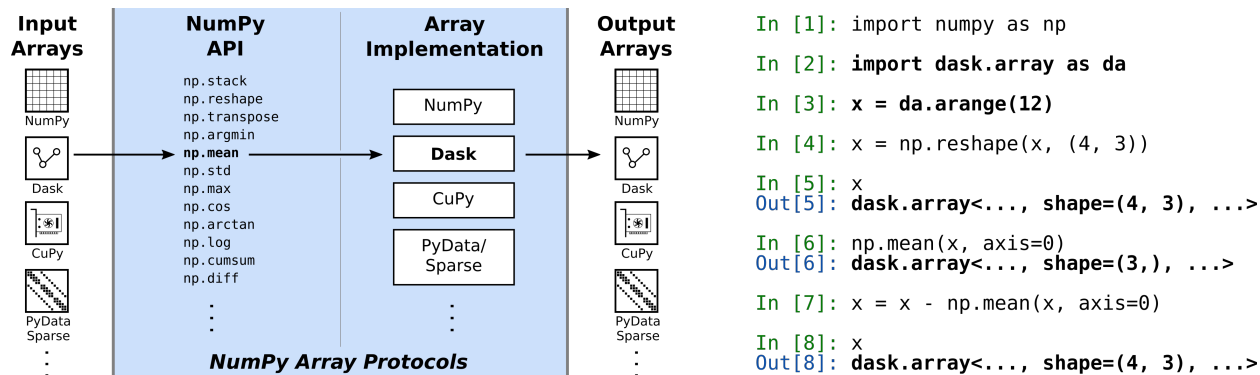 Input
Arrays
NumPy
Dask
CuPy
PyData
Sparse
NumPy
API
np.stack
np.reshape
np.transpose
np.argmin
np.mean
np.std
np.max
np.cos
np.arctan
np.log
np.cumsum
np.diff
Array
Implementation
NumPy
Dask
CuPy
PyData/
Sparse
NumPy Array Protocols
Output
Arrays
NumPy
Dask
CuPy
PyData
Sparse
In [1]: import numpy as np
In [2]: import dask.array as da
In [3]: x = da.arange(12)
In [4]: x = np.reshape(x, (4, 3))
In [5]: x
Out[5]: dask.array<..., shape=(4, 3), ...>
In [6]: np.mean(x, axis=0)
Out[6]: dask.array<..., shape=(3,), ...>
In [7]: x = x - np.mean(x, axis=0)
In [8]: x
Out[8]: dask.array<..., shape=(4, 3), ...>